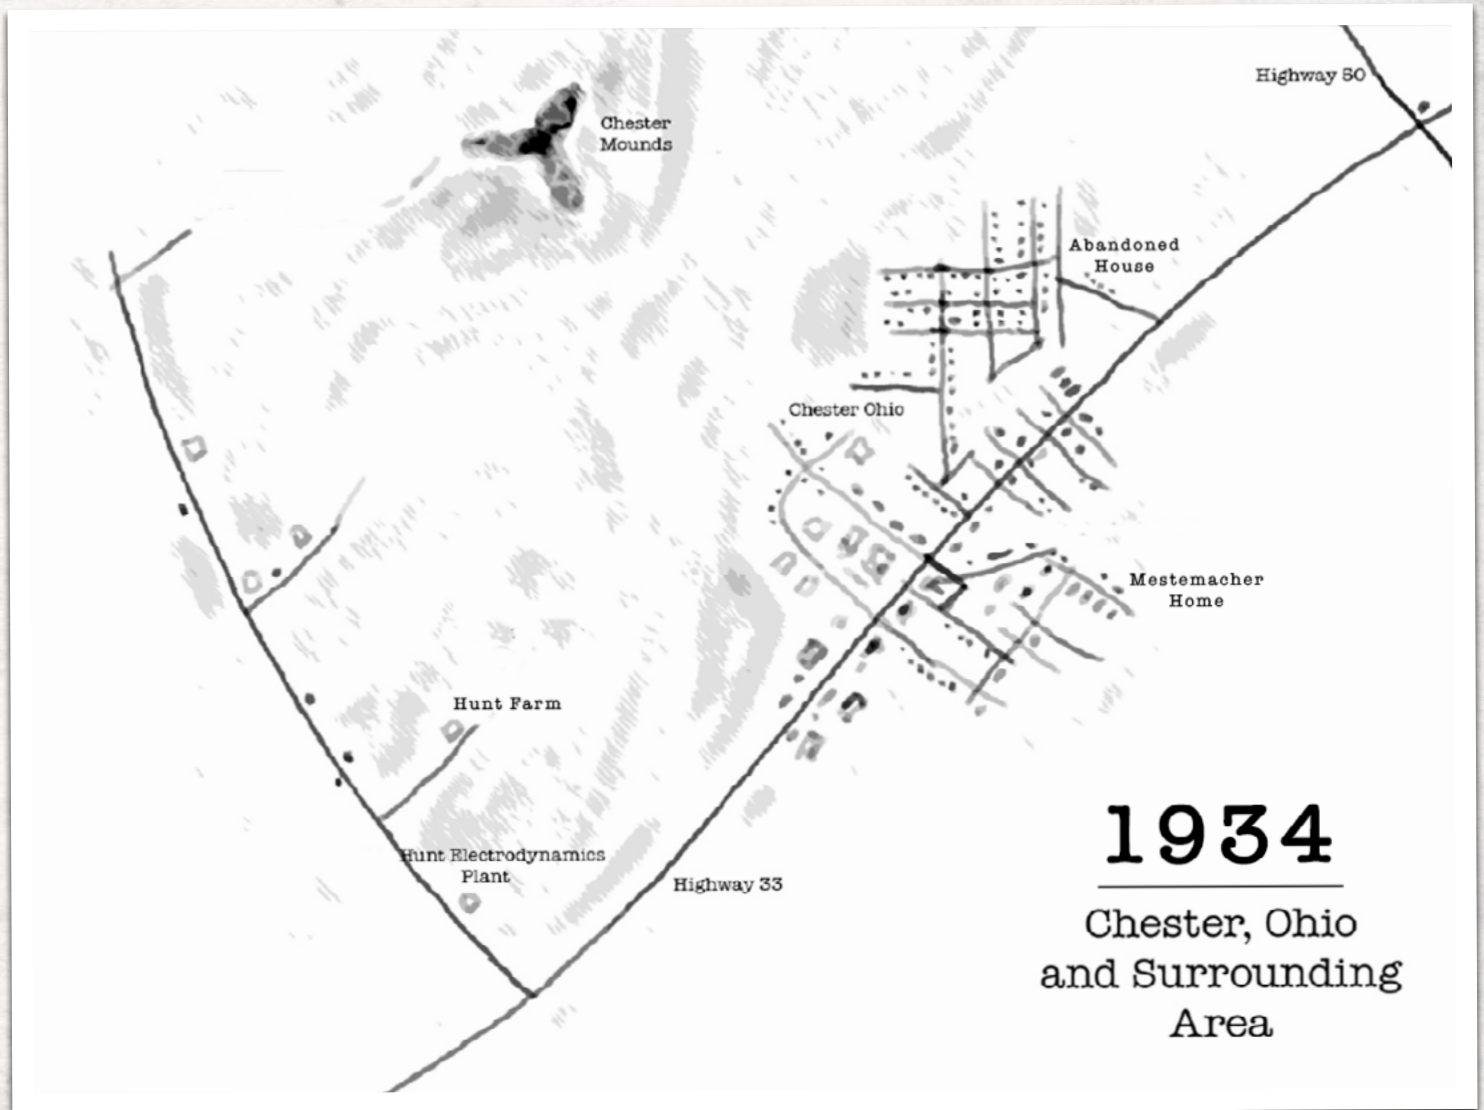 Highway 50
Chester
Mounds
Abandoned
House
Chester Ohio
Mestemacher
Home
Hunt Farm
Hunt Electrodynamics
Plant
Highway 33
1934
Chester, Ohio
and Surrounding
Area